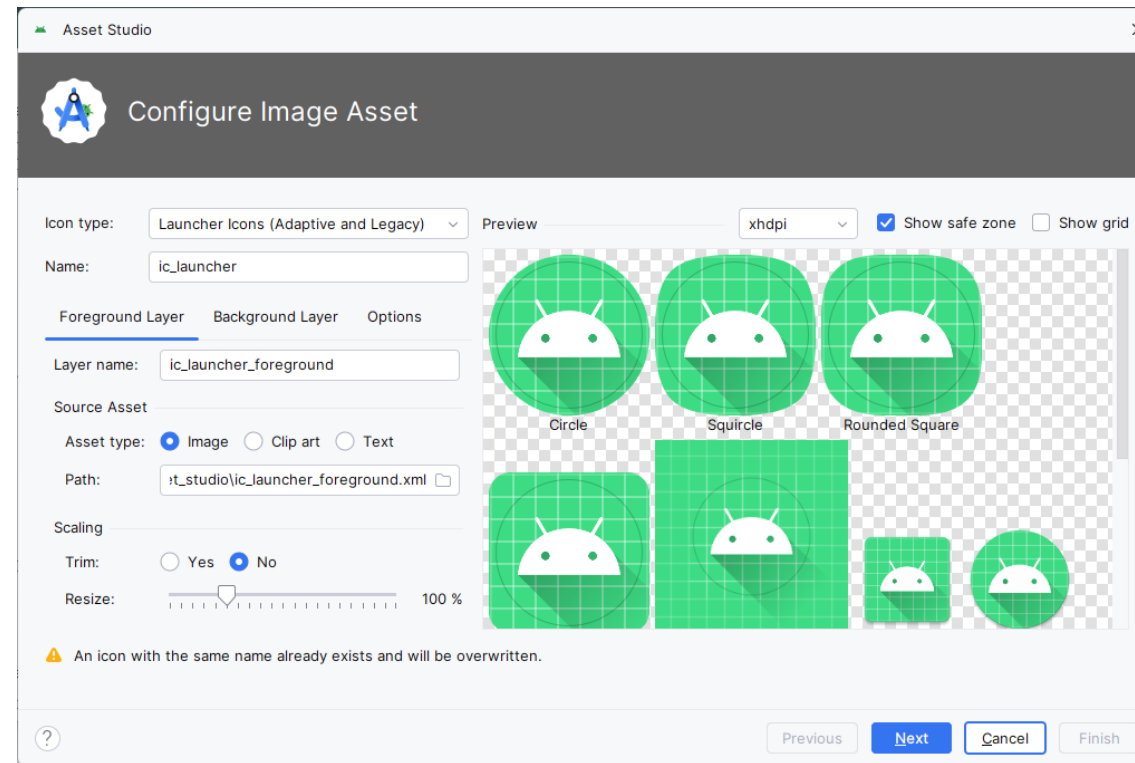 Asset Studio
Configure Image Asset
Icon type: Launcher Icons (Adaptive and Legacy)
Name: ic_launcher
Foreground Layer Background Layer Options
Layer name: ic_launcher_foreground
Source Asset
Asset type: Image Clip art Text
Path: et_studio\ic_launcher_foreground.xml
Scaling
Trim: Yes No
Resize: 100 %
Preview xhdpi Show safe zone Show grid
Circle Squircle Rounded Square
An icon with the same name already exists and will be overwritten.
? Previous Next Cancel Finish